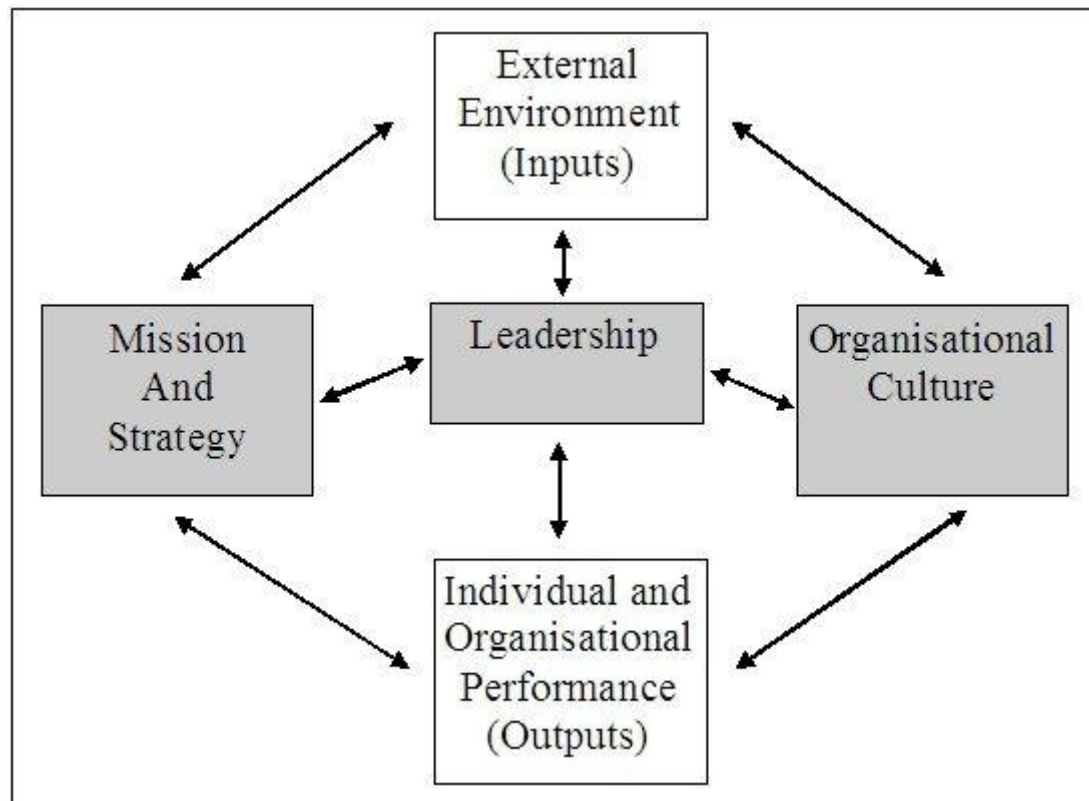 External
Environment
(Inputs)
Mission
And
Strategy
Leadership
Organisational
Culture
Individual and
Organisational
Performance
(Outputs)